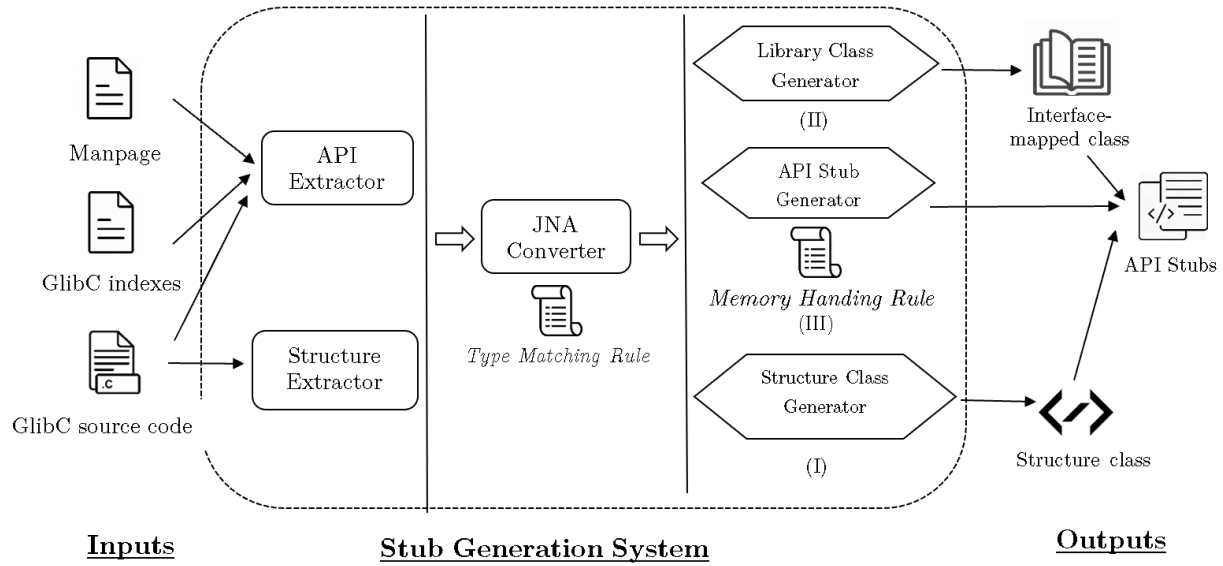 Manpage
GlibC indexes
.C
GlibC source code
API
Extractor
Structure
Extractor
JNA
Converter
Type Matching Rule
Library Class
Generator
(II)
API Stub
Generator
Memory Handing Rule
(III)
Structure Class
Generator
(I)
Interface-
mapped class
</>
API Stubs
Structure class
Inputs
Stub Generation System
Outputs